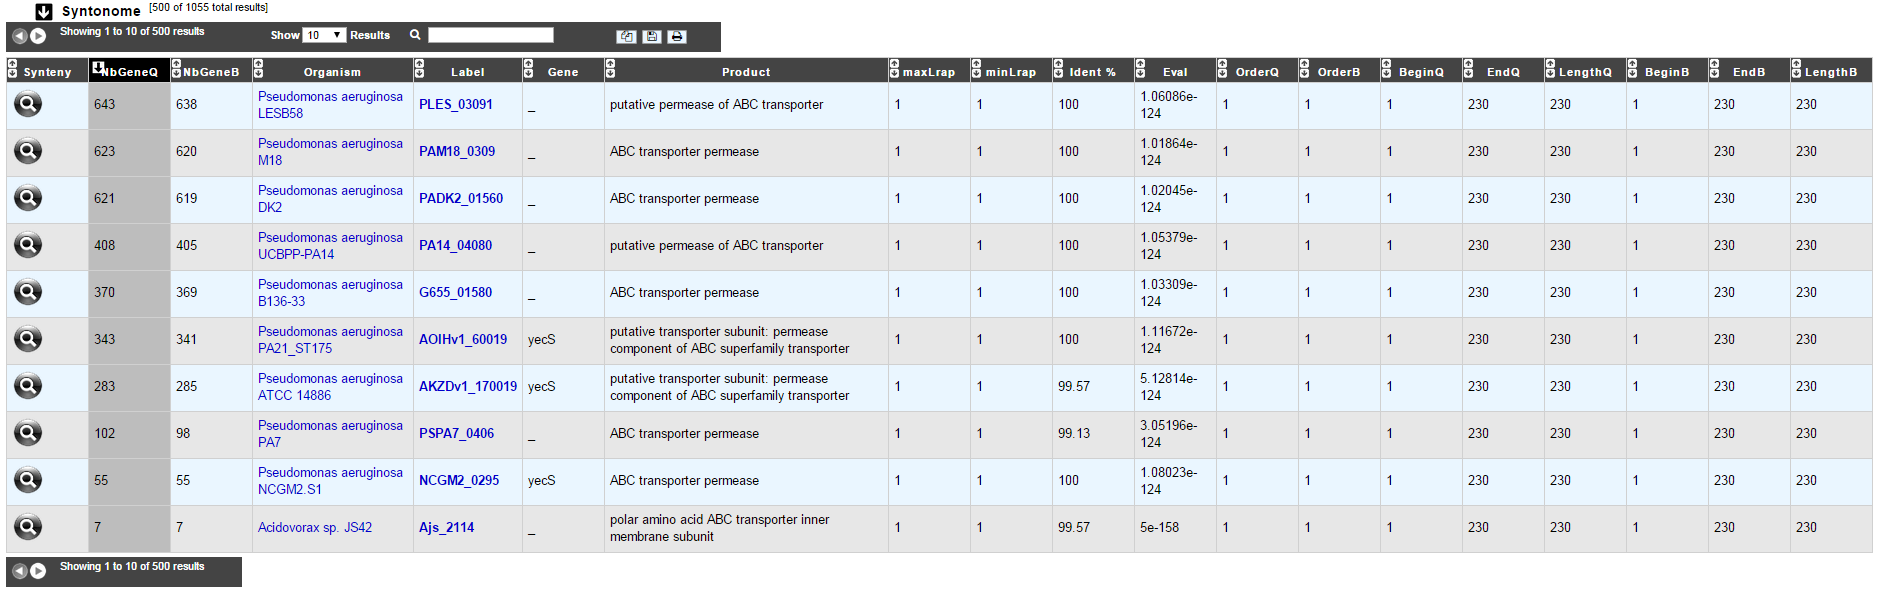 Syntonome [500 of 1055 total results]
Showing 1 to 10 of 500 results Show 10 Results
Synteny NbGeneQ NbGeneB Organism Label Gene Product maxLrap minLrap Ident % Eval OrderQ OrderB BeginQ EndQ LengthQ BeginB EndB LengthB
643 638 Pseudomonas aeruginosa LESB58 PLES_03091 _ putative permease of ABC transporter 1 1 100 1.06086e-124 1 1 1 230 230 1 230 230
623 620 Pseudomonas aeruginosa M18 PAM18_0309 _ ABC transporter permease 1 1 100 1.01864e-124 1 1 1 230 230 1 230 230
621 619 Pseudomonas aeruginosa DK2 PADK2_01560 _ ABC transporter permease 1 1 100 1.02045e-124 1 1 1 230 230 1 230 230
408 405 Pseudomonas aeruginosa UCBPP-PA14 PA14_04080 _ putative permease of ABC transporter 1 1 100 1.05379e-124 1 1 1 230 230 1 230 230
370 369 Pseudomonas aeruginosa B136-33 G655_01580 _ ABC transporter permease 1 1 100 1.03309e-124 1 1 1 230 230 1 230 230
343 341 Pseudomonas aeruginosa PA21_ST175 AOIHv1_60019 yecS putative transporter subunit: permease component of ABC superfamily transporter 1 1 100 1.11672e-124 1 1 1 230 230 1 230 230
283 285 Pseudomonas aeruginosa ATCC 14886 AKZDv1_170019 yecS putative transporter subunit: permease component of ABC superfamily transporter 1 1 99.57 5.12814e-124 1 1 1 230 230 1 230 230
102 98 Pseudomonas aeruginosa PA7 PSPA7_0406 _ ABC transporter permease 1 1 99.13 3.05196e-124 1 1 1 230 230 1 230 230
55 55 Pseudomonas aeruginosa NCGM2.S1 NCGM2_0295 yecS ABC transporter permease 1 1 100 1.08023e-124 1 1 1 230 230 1 230 230
7 7 Acidovorax sp. JS42 Ajs_2114 _ polar amino acid ABC transporter inner membrane subunit 1 1 99.57 5e-158 1 1 1 230 230 1 230 230
Showing 1 to 10 of 500 results